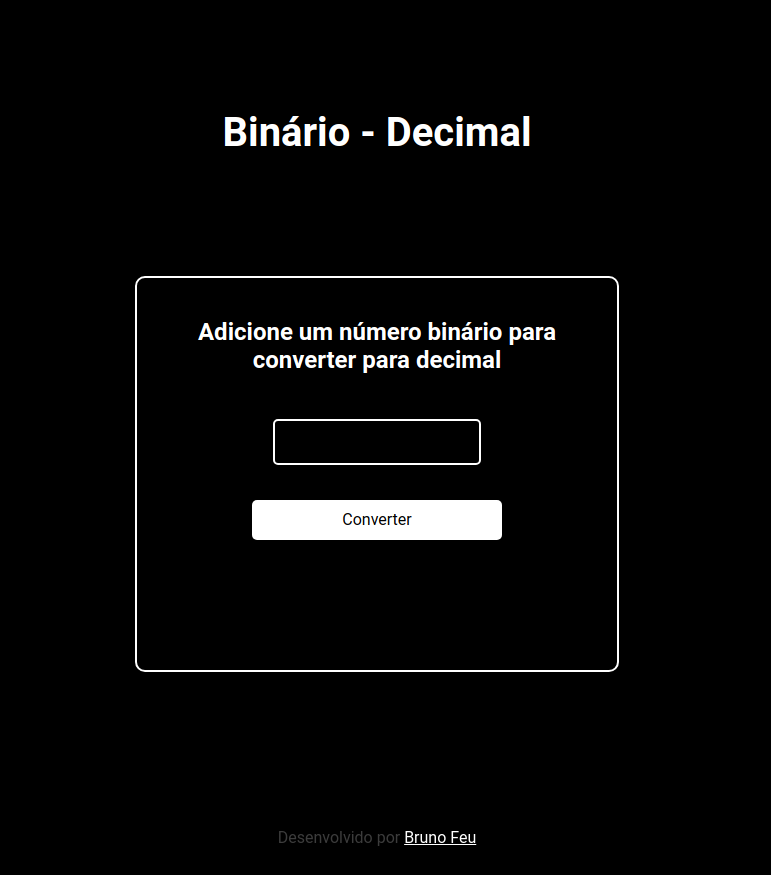 Binário - Decimal
Adicione um número binário para
converter para decimal
Converter
Desenvolvido por Bruno Feu